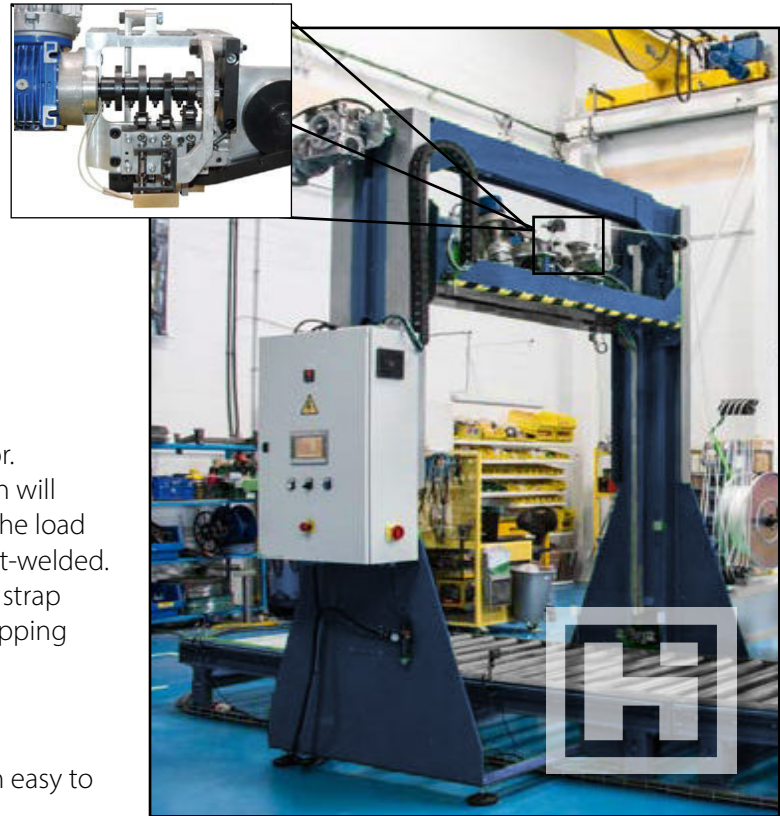 or.
n will
he load
t-welded.
strap
pping
n easy to
H